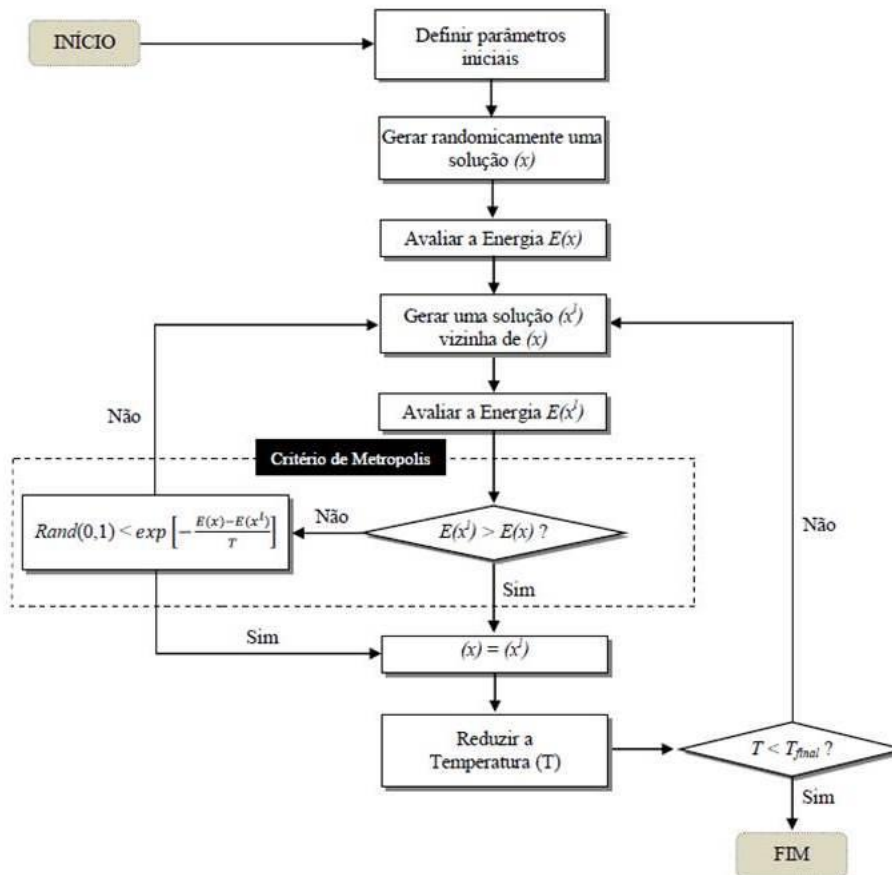 INÍCIO
Definir parâmetros
iniciais
Gerar randomicamente uma
solução (x)
Avaliar a Energia E(x)
Gerar uma solução (x¹)
vizinha de (x)
Não
Avaliar a Energia E(x¹)
Critério de Metropolis
Rand(0,1) < exp [− (E(x)−E(x¹))/T]
Não
E(x¹) > E(x) ?
Não
Sim
Sim
(x) = (x¹)
Reduzir a
Temperatura (T)
T < Tfinal ?
Sim
FIM